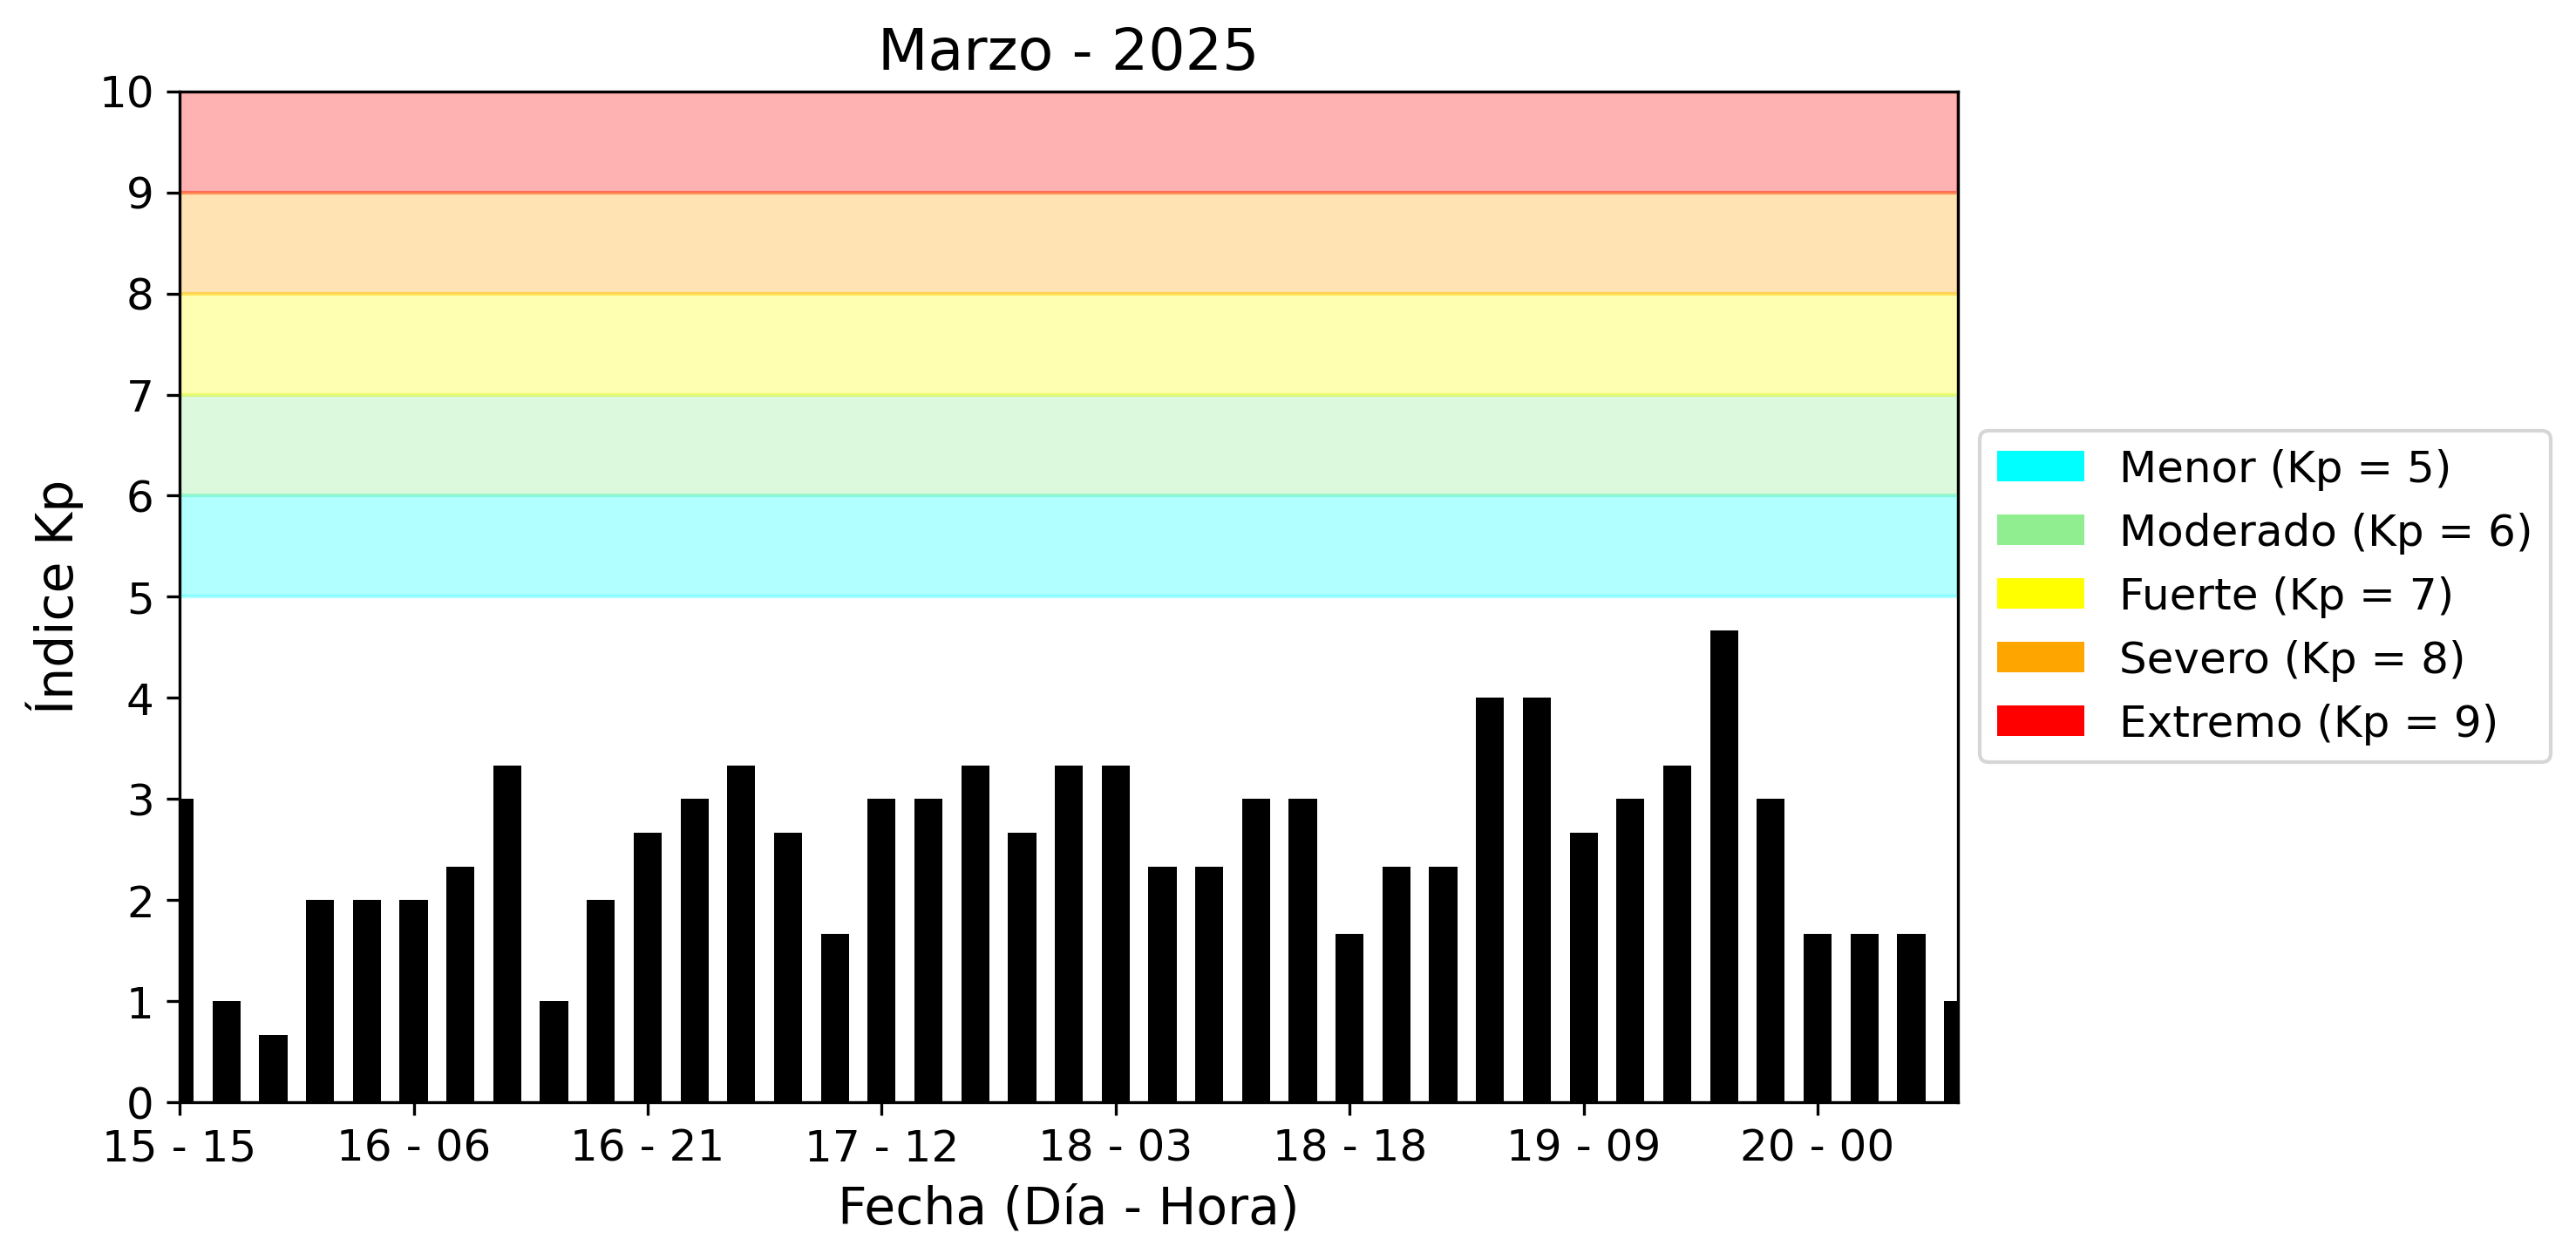 Marzo - 2025
Índice Kp
10
9
8
7
6
5
4
3
2
1
0
15 - 15
16 - 06
16 - 21
17 - 12
18 - 03
18 - 18
19 - 09
20 - 00
Fecha (Día - Hora)
Menor (Kp = 5)
Moderado (Kp = 6)
Fuerte (Kp = 7)
Severo (Kp = 8)
Extremo (Kp = 9)